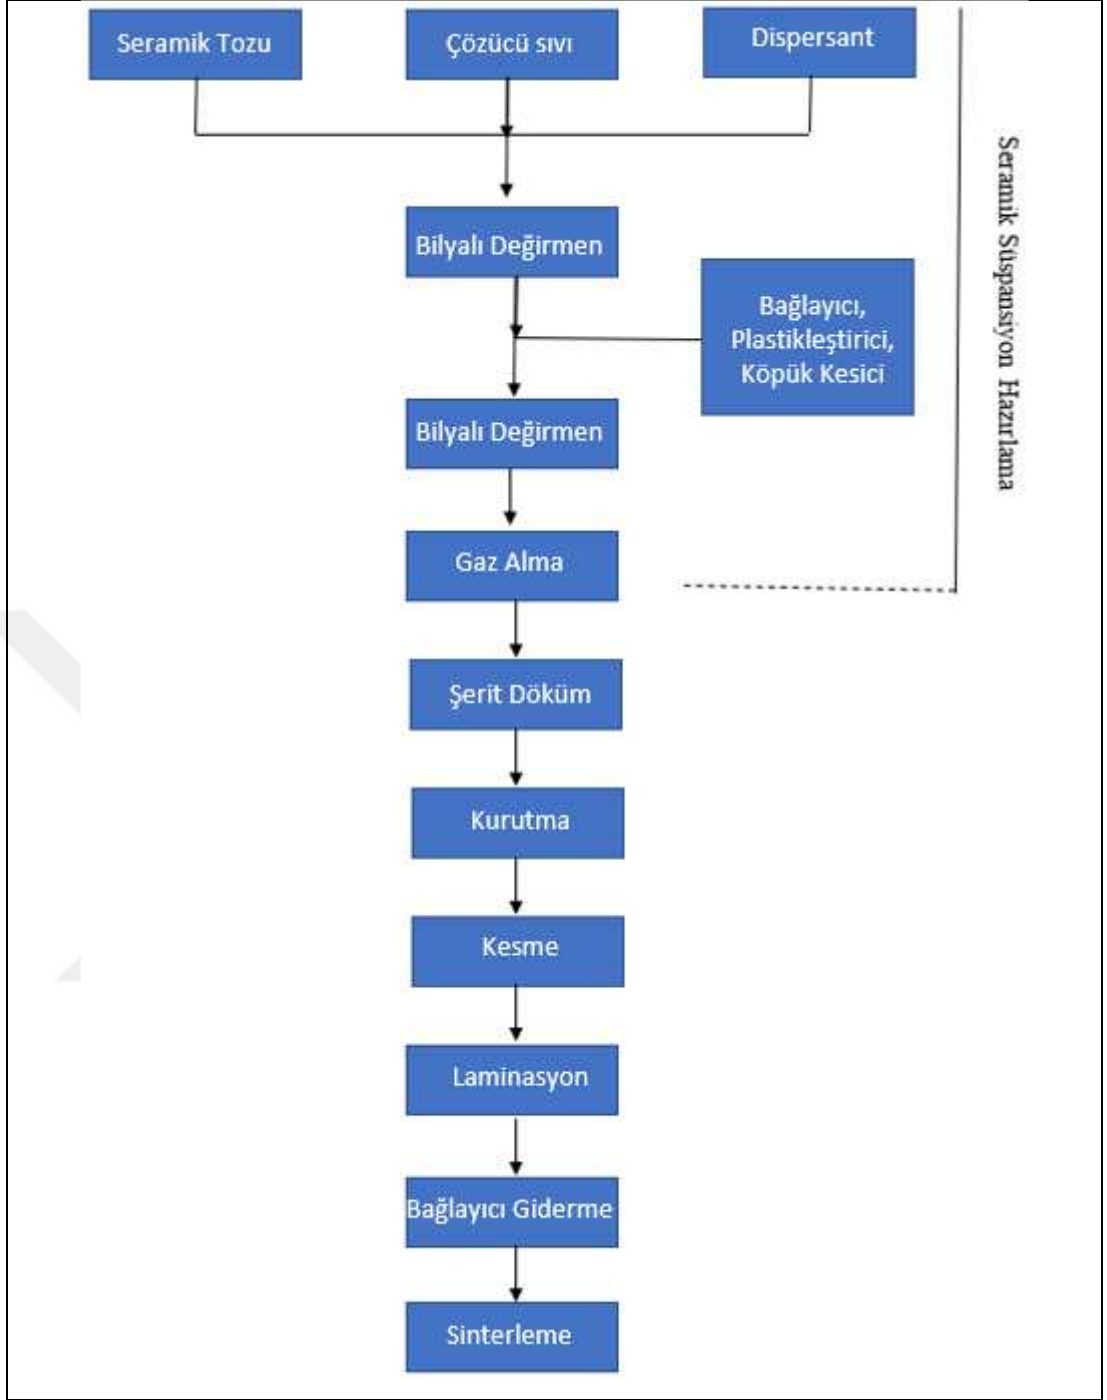 Seramik Tozu
Çözücü sıvı
Dispersant
Bilyalı Değirmen
Bağlayıcı,
Plastikleştirici,
Köpük Kesici
Bilyalı Değirmen
Gaz Alma
Seramik Süspansiyon Hazırlama
Şerit Döküm
Kurutma
Kesme
Laminasyon
Bağlayıcı Giderme
Sinterleme